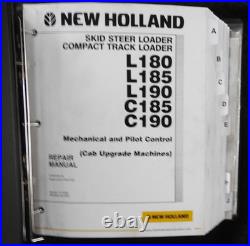 NEW HOLLAND
SKID STEER LOADER
COMPACT TRACK LOADER
L180
L185
L190
C185
C190
Mechanical and Pilot Control
(Cab Upgrade Machines)
REPAIR
MANUAL
NEW HOLLAND
A
B
C
E